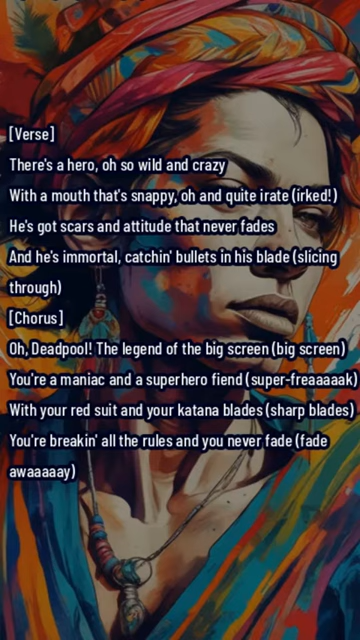 [Verse]
There's a hero, oh so wild and crazy
With a mouth that's snappy, oh and quite irate (irked!)
He's got scars and attitude that never fades
And he's immortal, catchin' bullets in his blade (slicing
through)
[Chorus]
Oh, Deadpool! The legend of the big screen (big screen)
You're a maniac and a superhero fiend (super-freaaaaak)
With your red suit and your katana blades (sharp blades)
You're breakin' all the rules and you never fade (fade
awaaaaay)